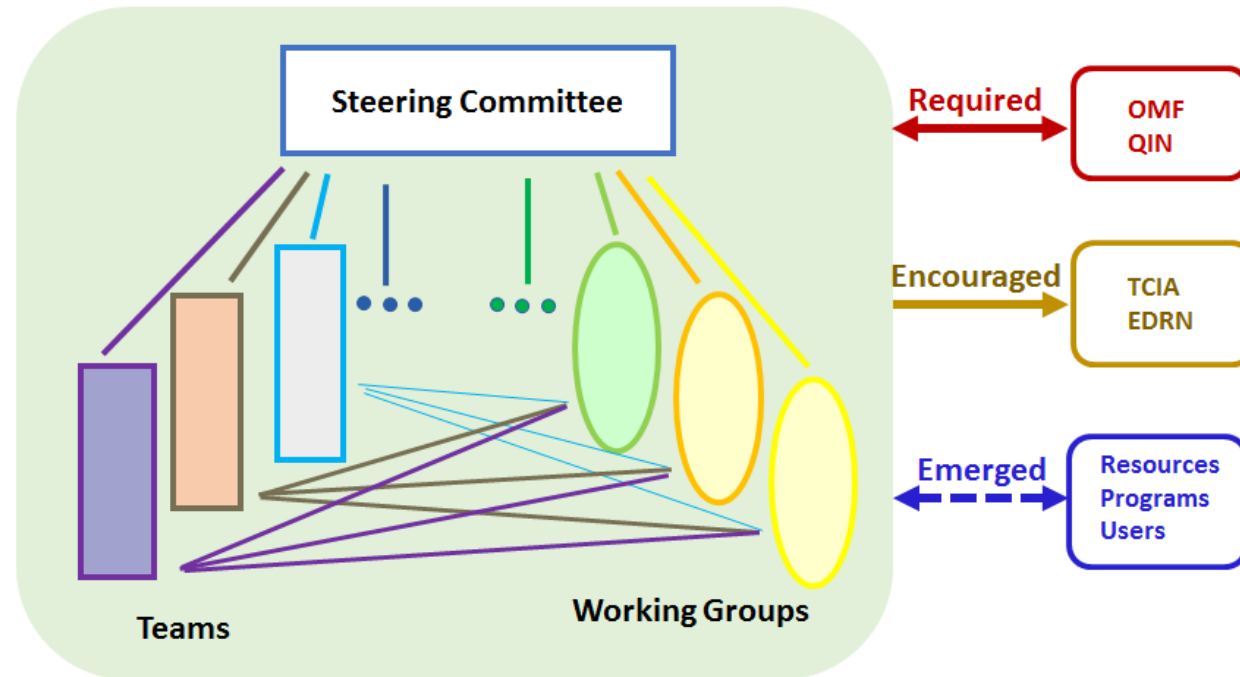 Steering Committee
Teams
Working Groups
Required
OMF
QIN
Encouraged
TCIA
EDRN
Emerged
Resources
Programs
Users